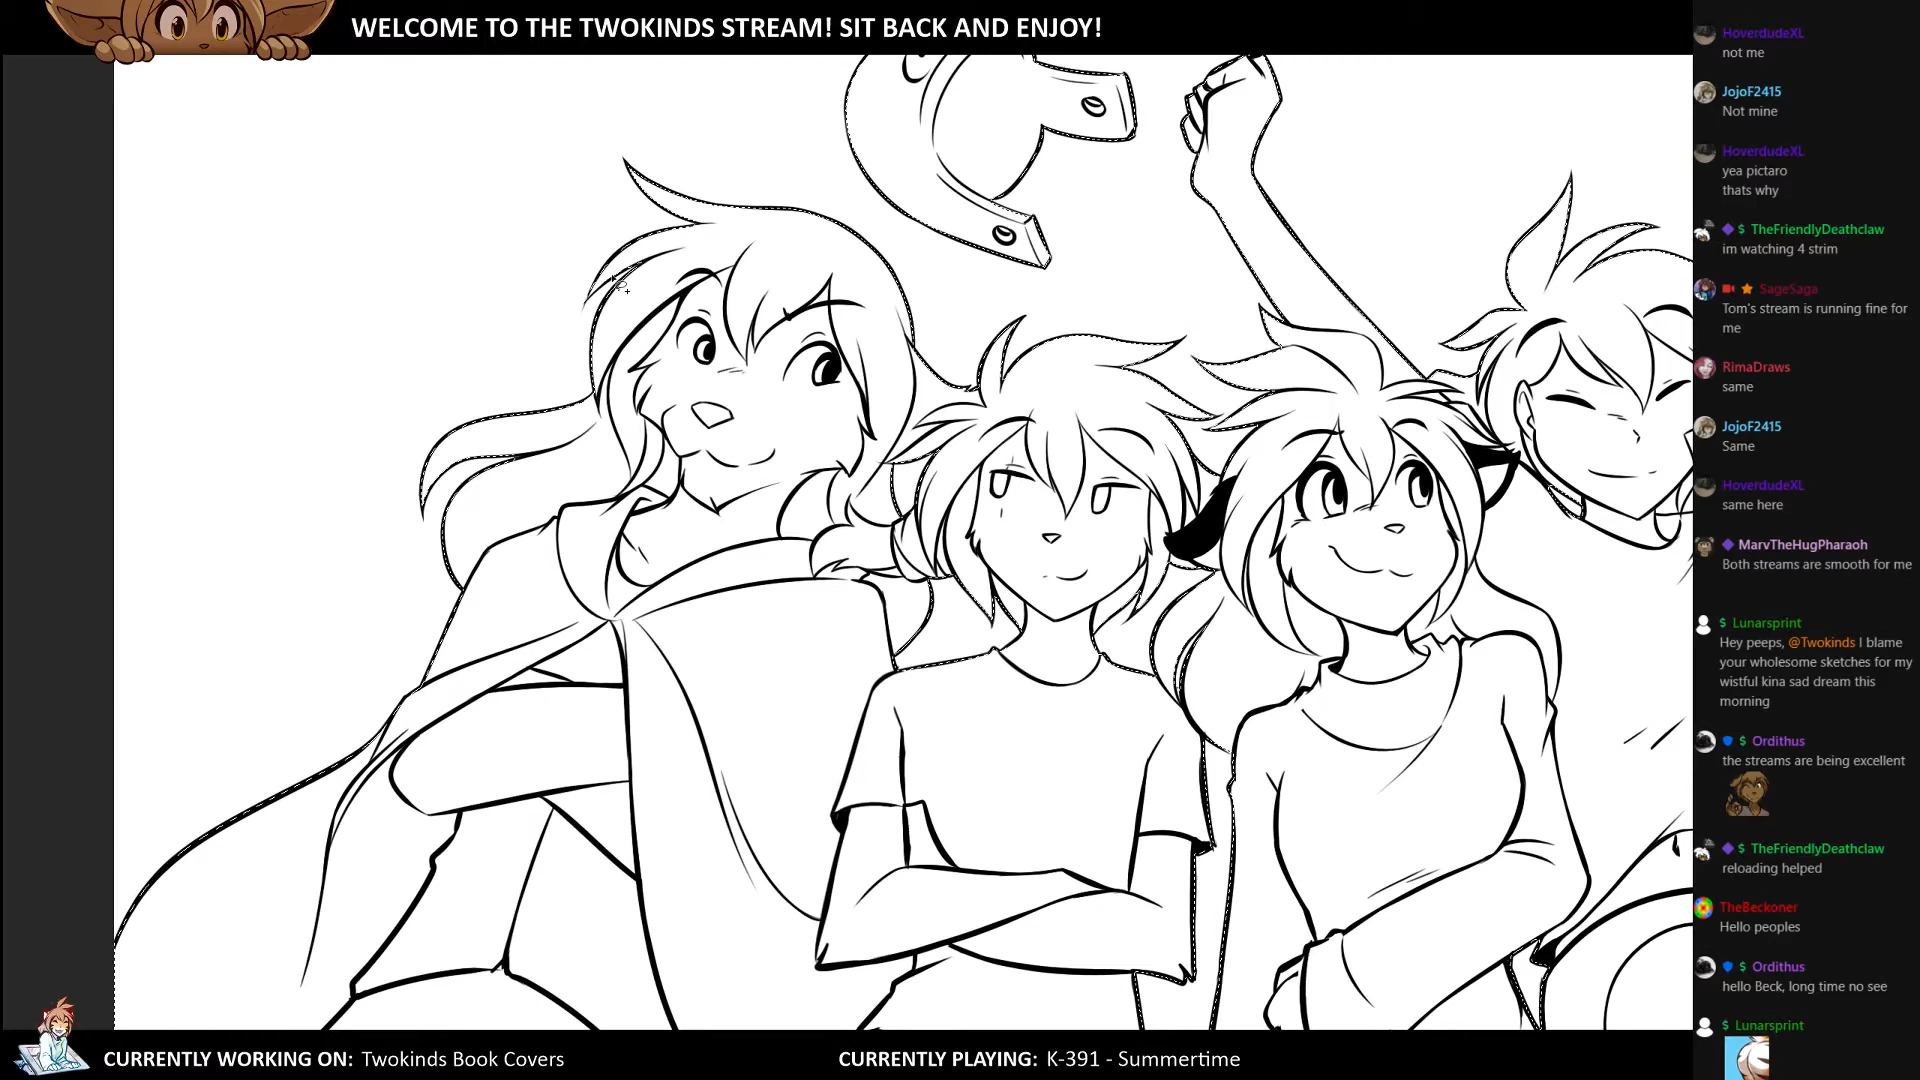 WELCOME TO THE TWOKINDS STREAM! SIT BACK AND ENJOY!
HoverdudeXL
not me
JojoF2415
Not mine
HoverdudeXL
yea pictaro
thats why
$ TheFriendlyDeathclaw
im watching 4 strim
SageSaga
Tom's stream is running fine for
me
RimaDraws
same
JojoF2415
Same
HoverdudeXL
same here
MarvTheHugPharaoh
Both streams are smooth for me
$ Lunarsprint
Hey peeps, @Twokinds I blame
your wholesome sketches for my
wistful kina sad dream this
morning
$ Ordithus
the streams are being excellent
$ TheFriendlyDeathclaw
reloading helped
TheBeckoner
Hello peoples
$ Ordithus
hello Beck, long time no see
$ Lunarsprint
CURRENTLY WORKING ON: Twokinds Book Covers
CURRENTLY PLAYING: K-391 - Summertime